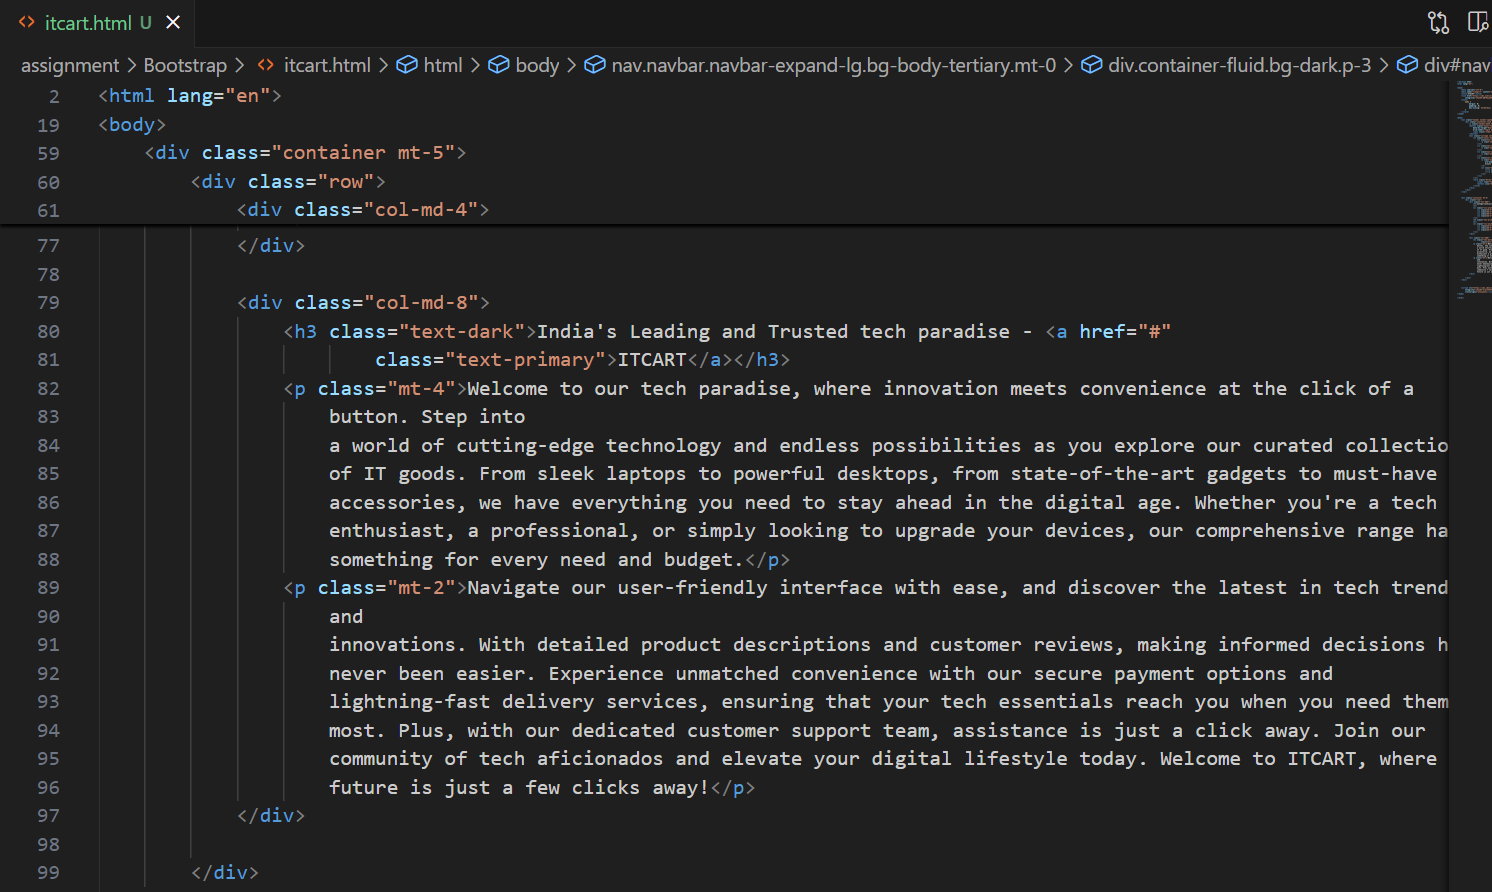 itcart.html U
assignment > Bootstrap > itcart.html > html > body > nav.navbar.navbar-expand-lg.bg-body-tertiary.mt-0 > div.container-fluid.bg-dark.p-3 > div#nav
2 <html lang="en">
19 <body>
59 <div class="container mt-5">
60 <div class="row">
61 <div class="col-md-4">
77 </div>
78
79 <div class="col-md-8">
80 <h3 class="text-dark">India's Leading and Trusted tech paradise - <a href="#"
81 class="text-primary">ITCART</a></h3>
82 <p class="mt-4">Welcome to our tech paradise, where innovation meets convenience at the click of a
83 button. Step into
84 a world of cutting-edge technology and endless possibilities as you explore our curated collectio
85 of IT goods. From sleek laptops to powerful desktops, from state-of-the-art gadgets to must-have
86 accessories, we have everything you need to stay ahead in the digital age. Whether you're a tech
87 enthusiast, a professional, or simply looking to upgrade your devices, our comprehensive range ha
88 something for every need and budget.</p>
89 <p class="mt-2">Navigate our user-friendly interface with ease, and discover the latest in tech trend
90 and
91 innovations. With detailed product descriptions and customer reviews, making informed decisions h
92 never been easier. Experience unmatched convenience with our secure payment options and
93 lightning-fast delivery services, ensuring that your tech essentials reach you when you need them
94 most. Plus, with our dedicated customer support team, assistance is just a click away. Join our
95 community of tech aficionados and elevate your digital lifestyle today. Welcome to ITCART, where
96 future is just a few clicks away!</p>
97 </div>
98
99 </div>